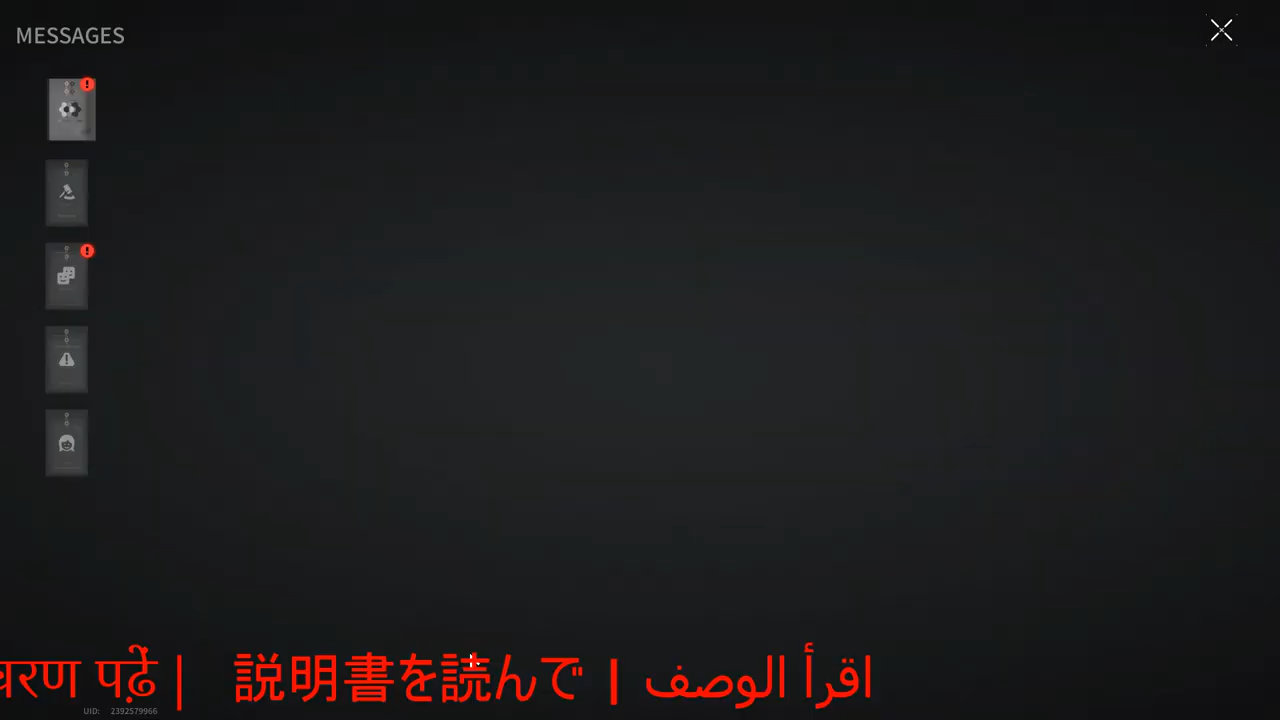 MESSAGES
वरण पढ़ें | 説明書を読んで | اقرأ الوصف
UID: 2392579966